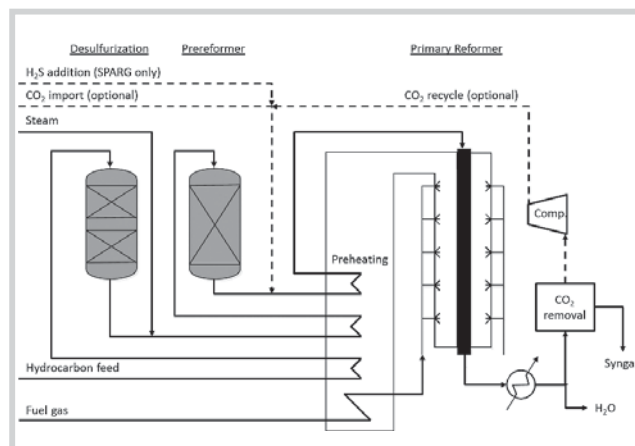 Desulfurization
Prereformer
Primary Reformer
H₂S addition (SPARG only)
CO₂ import (optional)
CO₂ recycle (optional)
Steam
Comp.
Preheating
CO₂
removal
Hydrocarbon feed
Synga
Fuel gas
H₂O